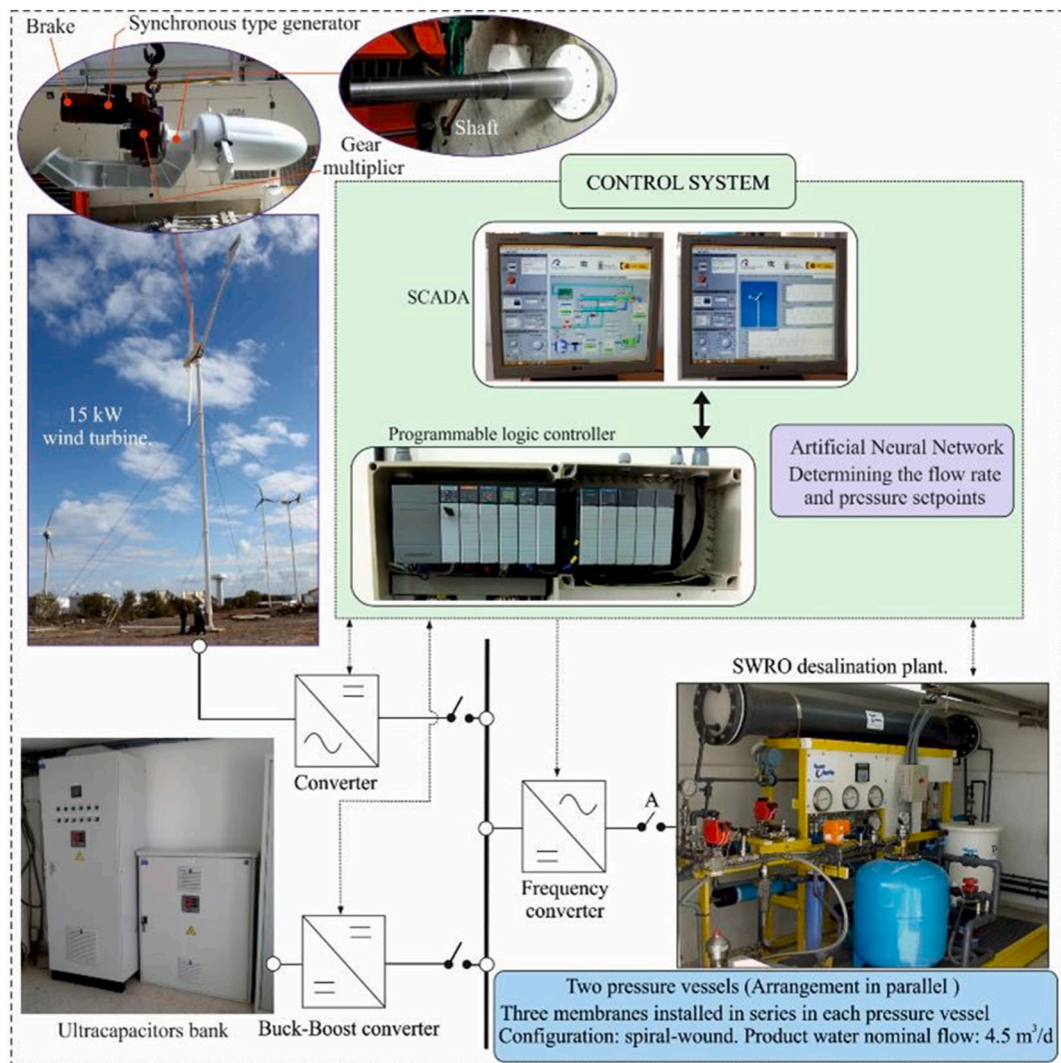 Brake
Synchronous type generator
Shaft
Gear
multiplier
CONTROL SYSTEM
SCADA
15 kW
wind turbine.
Programmable logic controller
Artificial Neural Network
Determining the flow rate
and pressure setpoints
SWRO desalination plant.
Converter
A
Frequency
converter
Ultracapacitors bank
Buck-Boost converter
Two pressure vessels (Arrangement in parallel )
Three membranes installed in series in each pressure vessel
Configuration: spiral-wound. Product water nominal flow: 4.5 m³/d